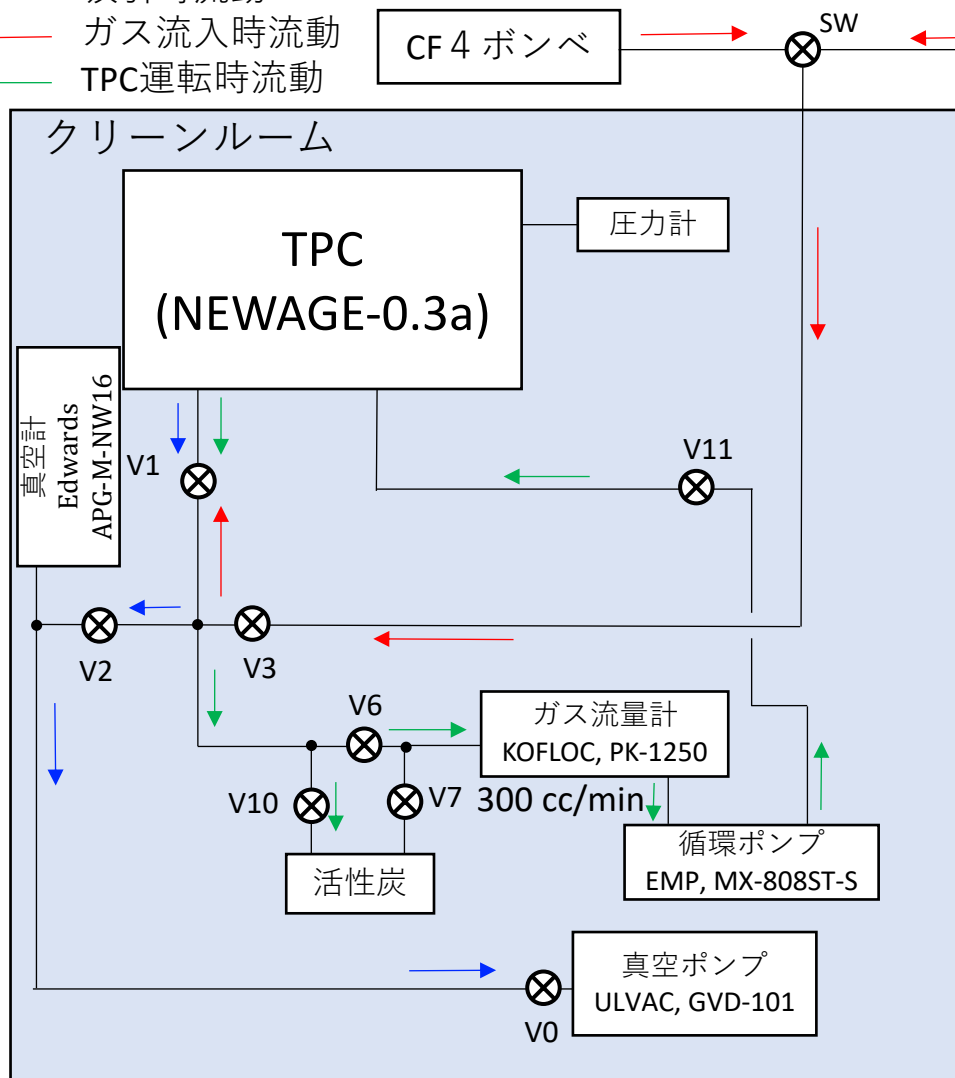 ガス流入時流動
TPC運転時流動
CF4 ボンベ
SW
クリーンルーム
TPC
(NEWAGE-0.3a)
圧力計
真空計
Edwards
APG-M-NW16
V1
V11
V2
V3
V6
ガス流量計
KOFLOC, PK-1250
V10
V7
300 cc/min
活性炭
循環ポンプ
EMP, MX-808ST-S
真空ポンプ
ULVAC, GVD-101
V0